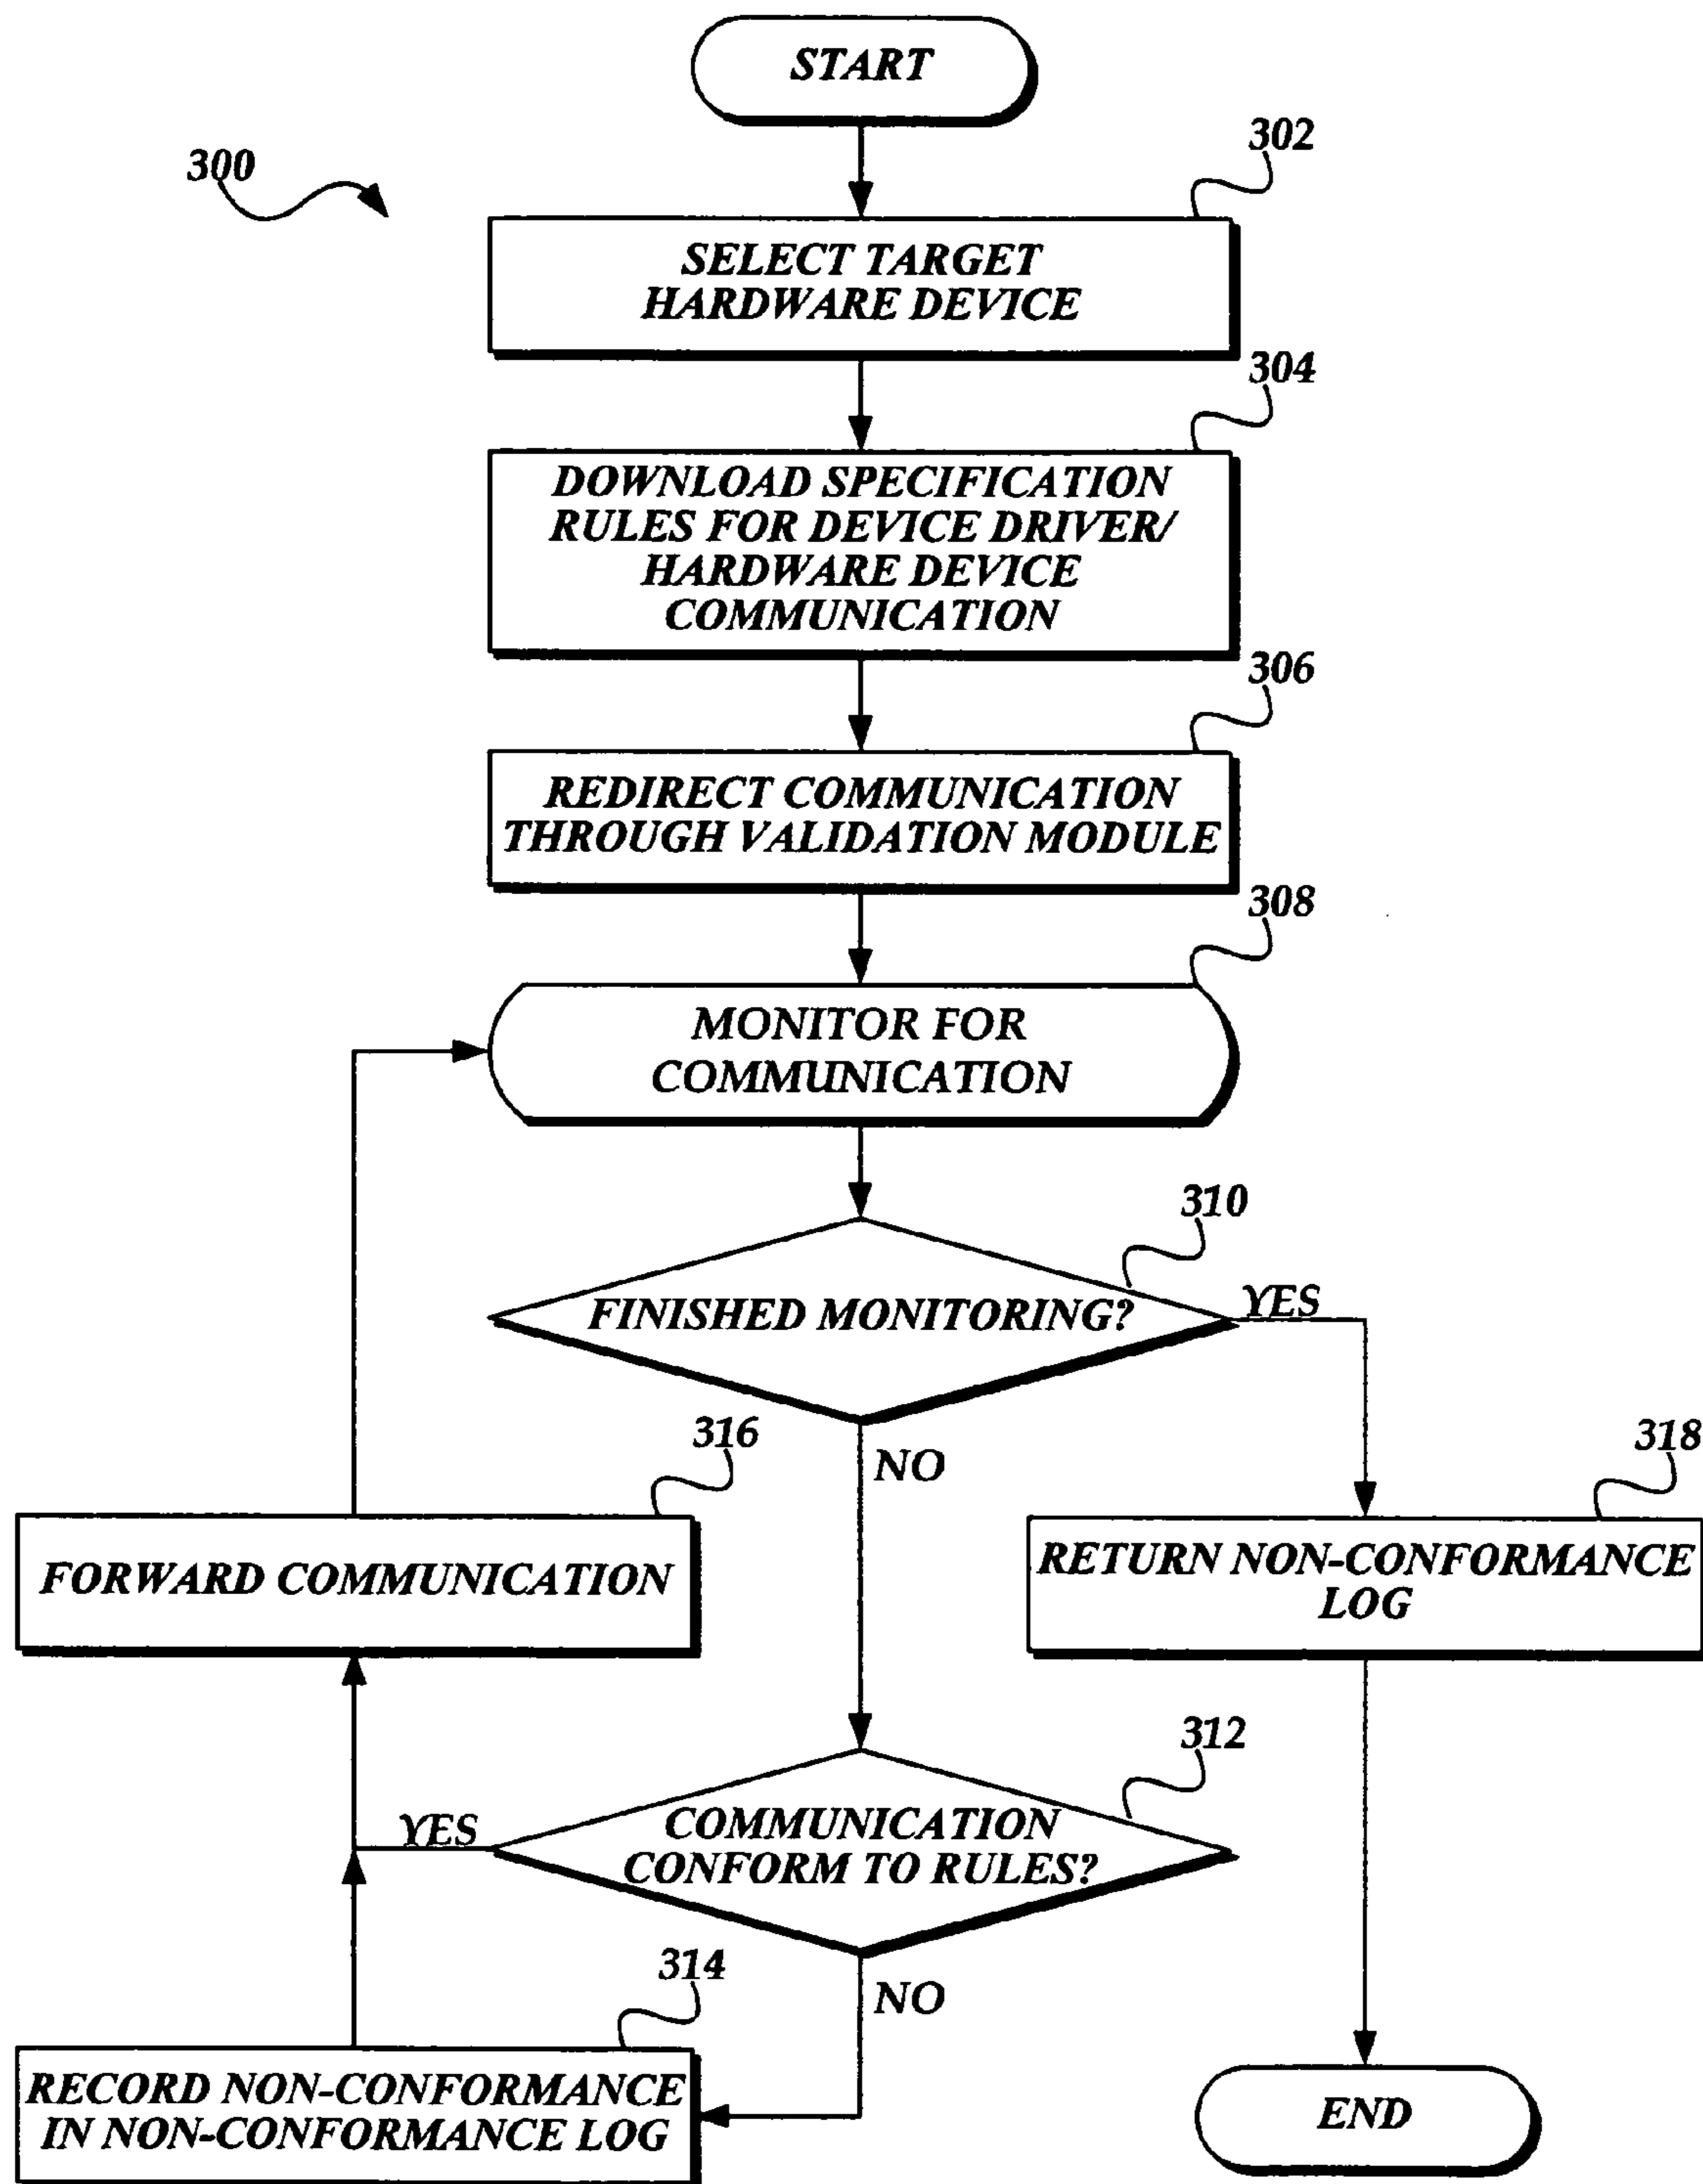 START
300
302
SELECT TARGET
HARDWARE DEVICE
304
DOWNLOAD SPECIFICATION
RULES FOR DEVICE DRIVER/
HARDWARE DEVICE
COMMUNICATION
306
REDIRECT COMMUNICATION
THROUGH VALIDATION MODULE
308
MONITOR FOR
COMMUNICATION
310
FINISHED MONITORING?
YES
NO
316
FORWARD COMMUNICATION
318
RETURN NON-CONFORMANCE
LOG
312
COMMUNICATION
CONFORM TO RULES?
YES
NO
314
RECORD NON-CONFORMANCE
IN NON-CONFORMANCE LOG
END